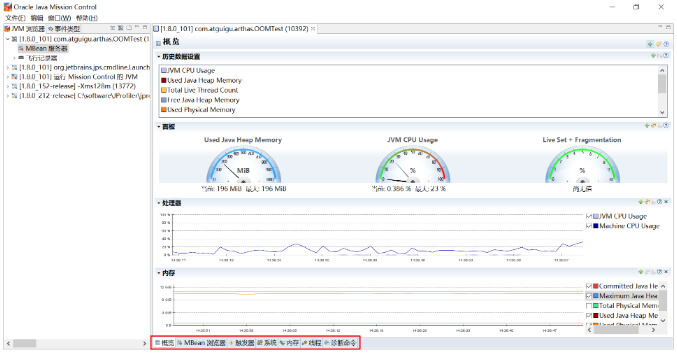 Oracle Java Mission Control
文件(F) 编辑 窗口(W) 帮助(H)
JVM 浏览器 事件类型
[1.8.0_101] com.atguigu.arthas.OOMTest (1
MBean 服务器
飞行记录器
[1.8.0_101] org.jetbrains.jps.cmdline.Launch
[1.8.0_101] 运行 Mission Control 的 JVM
[1.8.0_152-release] -Xms128m (13772)
[1.8.0_212-release] C:\software\JProfiler\jpro
[1.8.0_101] com.atguigu.arthas.OOMTest (10392)
概览
历史数据设置
JVM CPU Usage
Used Java Heap Memory
Total Live Thread Count
Free Java Heap Memory
Used Physical Memory
面板
Used Java Heap Memory
MiB
当前: 196 MiB 最大: 196 MiB
JVM CPU Usage
%
当前: 0.386 % 最大: 23 %
Live Set + Fragmentation
%
尚无值
处理器
JVM CPU Usage
Machine CPU Usage
内存
Committed Java He
Maximum Java Hea
Total Physical Mem
Used Java Heap Me
Used Physical Mem
概览 MBean 浏览器 触发器 系统 内存 线程 诊断命令